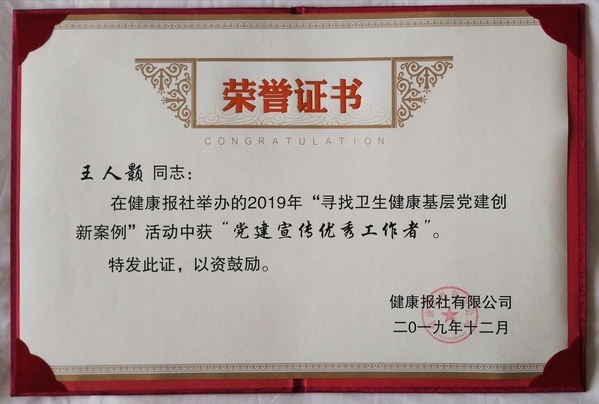 荣誉证书
CONGRATULATION
王人颢 同志：
在健康报社举办的2019年“寻找卫生健康基层党建创
新案例”活动中获“党建宣传优秀工作者”。
特发此证，以资鼓励。
健康报社有限公司
二0一九年十二月